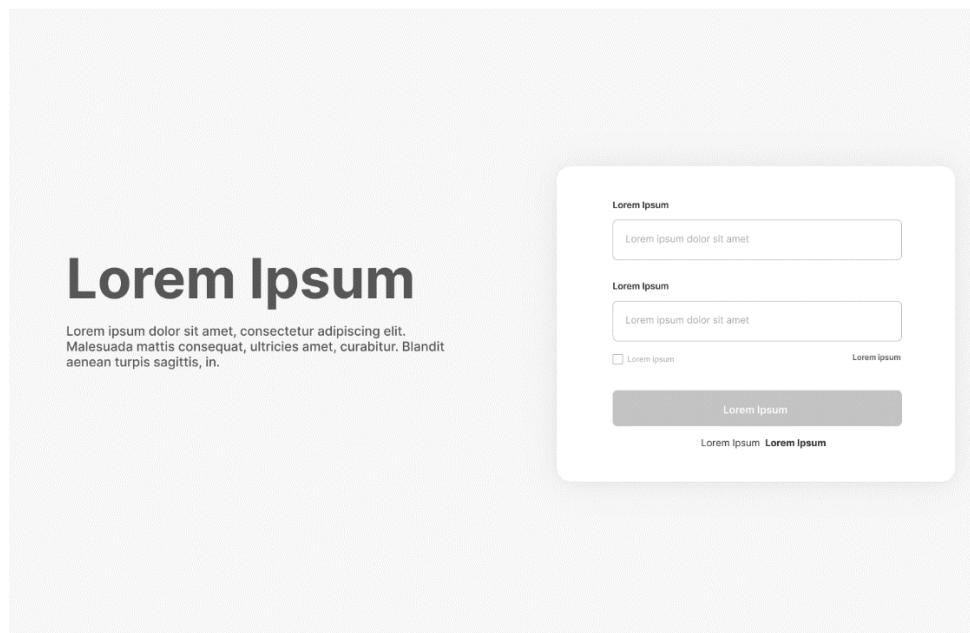 Lorem Ipsum
Lorem ipsum dolor sit amet, consectetur adipiscing elit.
Malesuada mattis consequat, ultricies amet, curabitur. Blandit
aenean turpis sagittis, in.
Lorem Ipsum
Lorem ipsum dolor sit amet
Lorem Ipsum
Lorem ipsum dolor sit amet
Lorem ipsum Lorem ipsum
Lorem Ipsum
Lorem Ipsum Lorem Ipsum